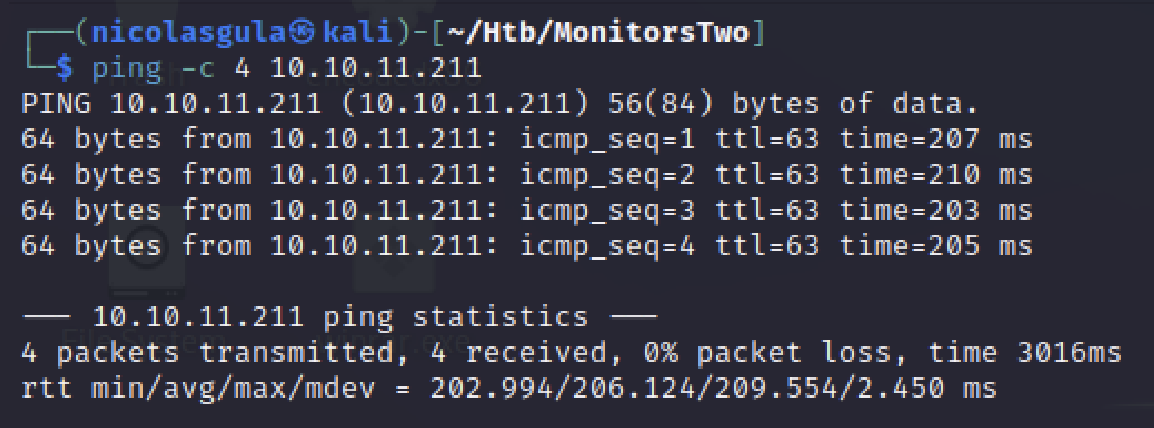 ┌──(nicolasgula㉿kali)-[~/Htb/MonitorsTwo]
└─$ ping -c 4 10.10.11.211
PING 10.10.11.211 (10.10.11.211) 56(84) bytes of data.
64 bytes from 10.10.11.211: icmp_seq=1 ttl=63 time=207 ms
64 bytes from 10.10.11.211: icmp_seq=2 ttl=63 time=210 ms
64 bytes from 10.10.11.211: icmp_seq=3 ttl=63 time=203 ms
64 bytes from 10.10.11.211: icmp_seq=4 ttl=63 time=205 ms

--- 10.10.11.211 ping statistics ---
4 packets transmitted, 4 received, 0% packet loss, time 3016ms
rtt min/avg/max/mdev = 202.994/206.124/209.554/2.450 ms